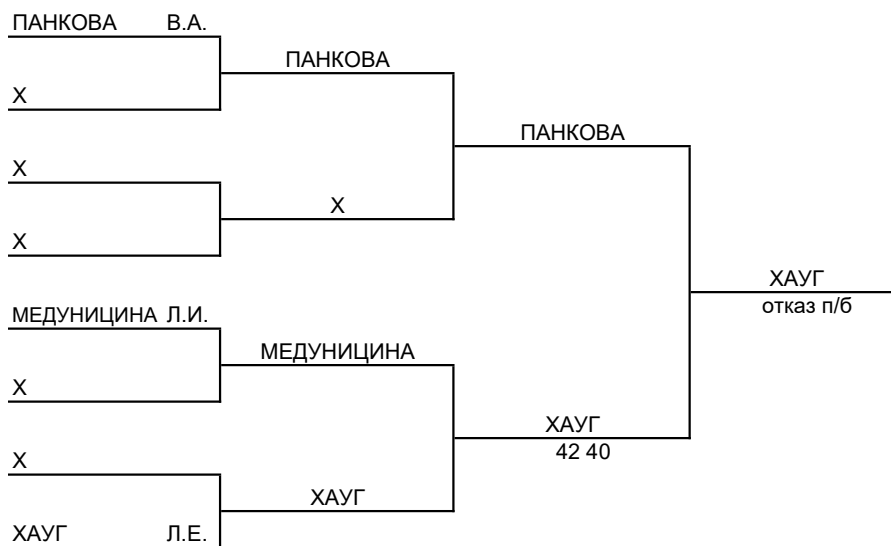 ПАНКОВА В.А.
ПАНКОВА
Х
ПАНКОВА
Х
Х
Х
ХАУГ
отказ п/б
МЕДУНИЦИНА Л.И.
МЕДУНИЦИНА
Х
ХАУГ
42 40
Х
ХАУГ
ХАУГ Л.Е.